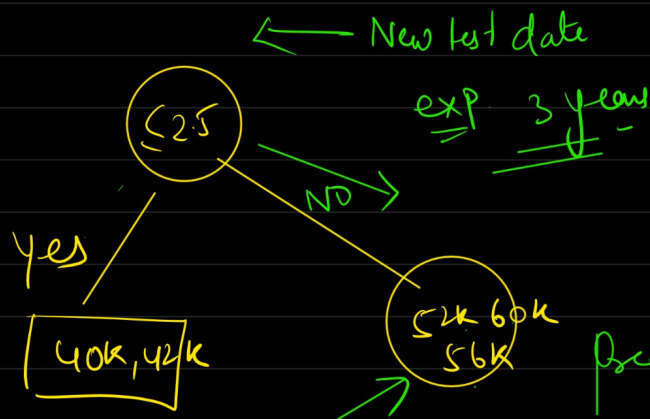 ← New test date
exp 3 years
≤ 2.5
NO
Yes
52K 60K
40K, 42K
56K